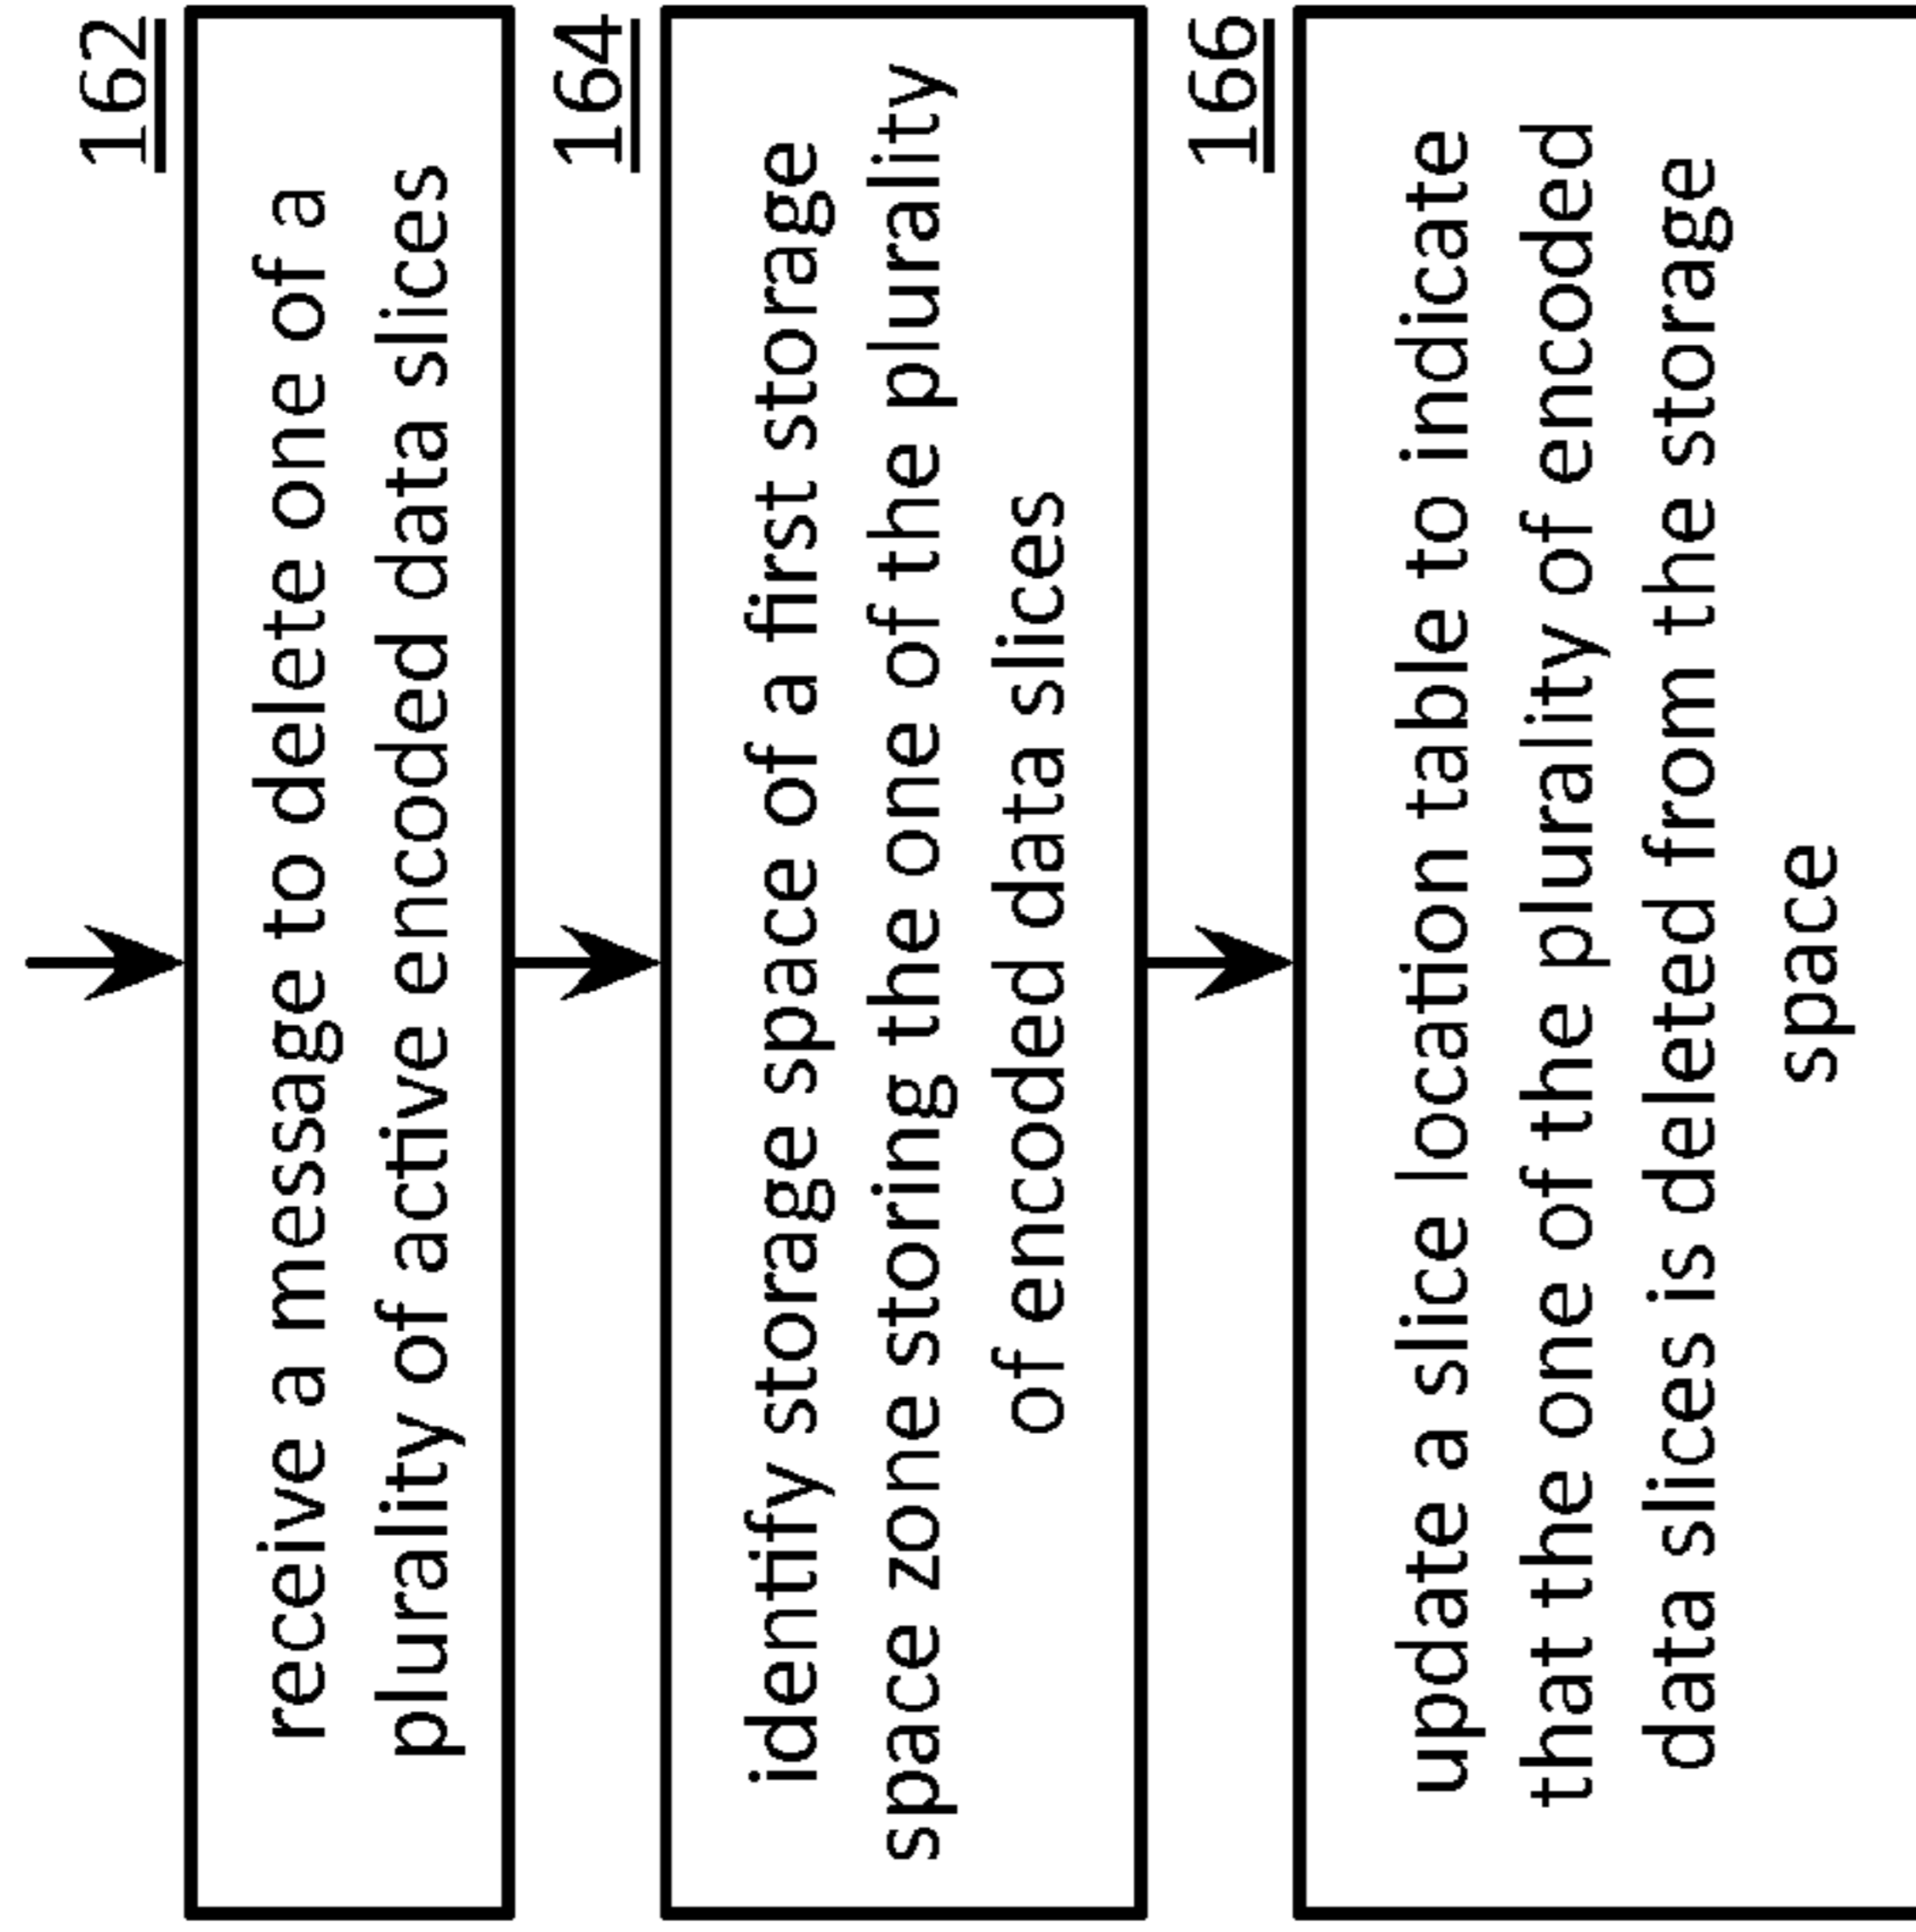 162
receive a message to delete one of a
plurality of active encoded data slices
164
identify storage space of a first storage
space zone storing the one of the plurality
of encoded data slices
166
update a slice location table to indicate
that the one of the plurality of encoded
data slices is deleted from the storage
space